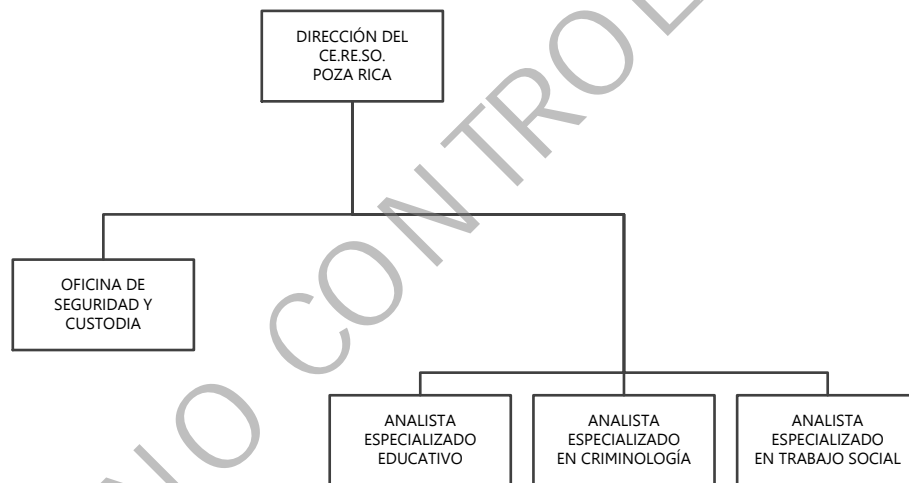 DIRECCIÓN DEL
CE.RE.SO.
POZA RICA
OFICINA DE
SEGURIDAD Y
CUSTODIA
ANALISTA
ESPECIALIZADO
EDUCATIVO
ANALISTA
ESPECIALIZADO
EN CRIMINOLOGÍA
ANALISTA
ESPECIALIZADO
EN TRABAJO SOCIAL
NO CONTROL